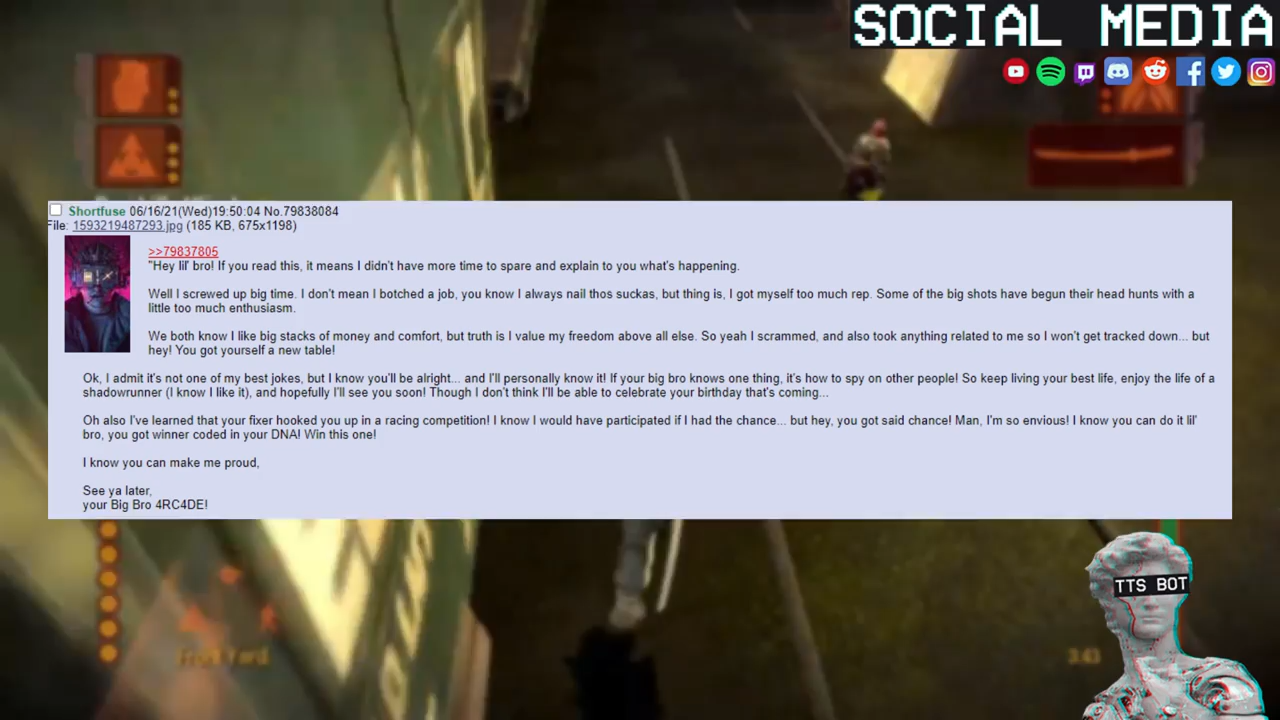 SOCIAL MEDIA
Shortfuse 06/16/21(Wed)19:50:04 No.79838084
File: 1593219487293.jpg (185 KB, 675x1198)
>>79837805
"Hey lil' bro! If you read this, it means I didn't have more time to spare and explain to you what's happening.
Well I screwed up big time. I don't mean I botched a job, you know I always nail thos suckas, but thing is, I got myself too much rep. Some of the big shots have begun their head hunts with a
little too much enthusiasm.
We both know I like big stacks of money and comfort, but truth is I value my freedom above all else. So yeah I scrammed, and also took anything related to me so I won't get tracked down... but
hey! You got yourself a new table!
Ok, I admit it's not one of my best jokes, but I know you'll be alright... and I'll personally know it! If your big bro knows one thing, it's how to spy on other people! So keep living your best life, enjoy the life of a
shadowrunner (I know I like it), and hopefully I'll see you soon! Though I don't think I'll be able to celebrate your birthday that's coming...
Oh also I've learned that your fixer hooked you up in a racing competition! I know I would have participated if I had the chance... but hey, you got said chance! Man, I'm so envious! I know you can do it lil'
bro, you got winner coded in your DNA! Win this one!
I know you can make me proud,
See ya later,
your Big Bro 4RC4DE!
TTS BOT
Front Yard
3:43